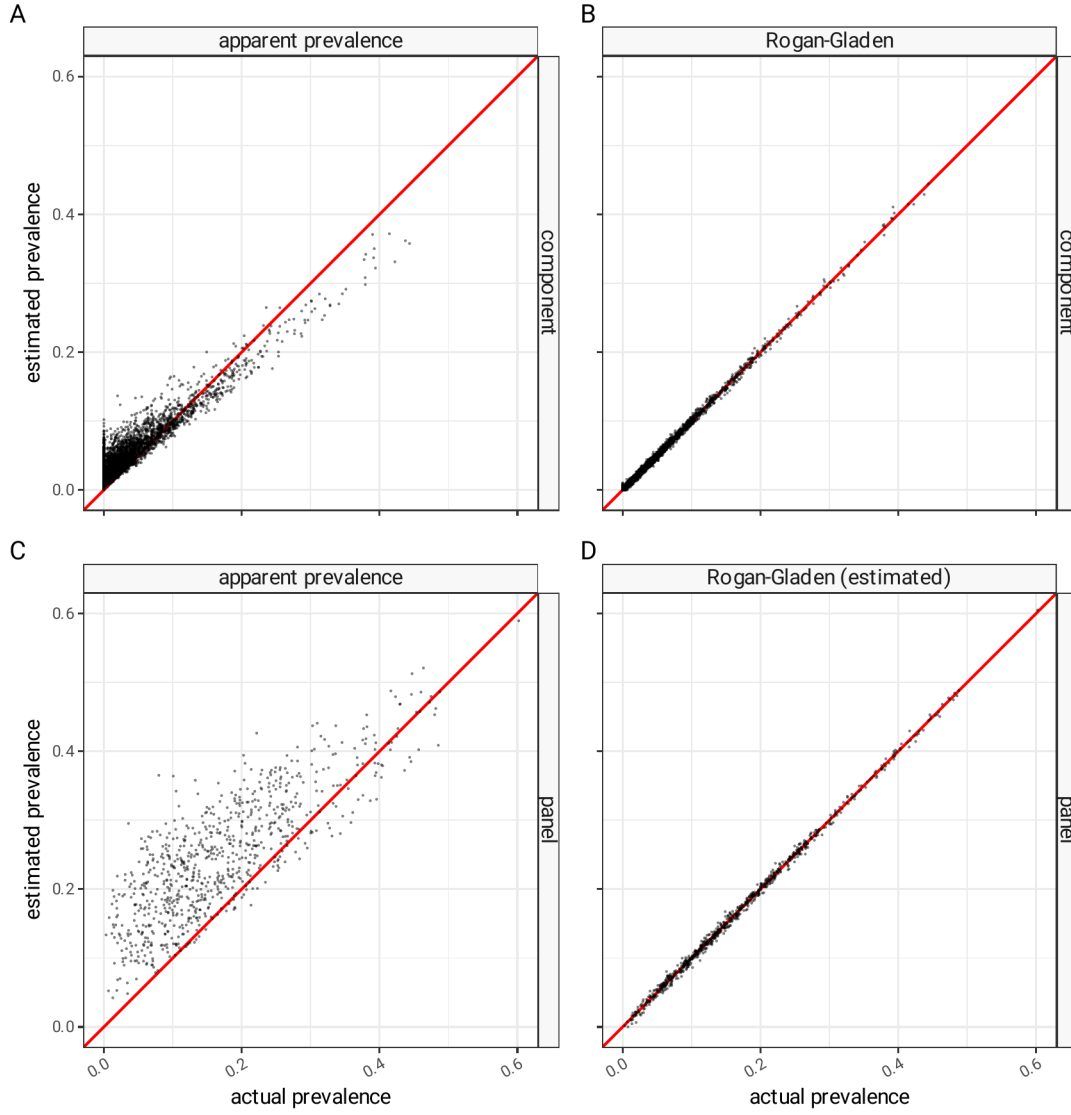 A
B
apparent prevalence
Rogan-Gladen
0.6
0.4
0.2
0.0
estimated prevalence
component
component
C
D
apparent prevalence
Rogan-Gladen (estimated)
0.6
0.4
0.2
0.0
estimated prevalence
panel
panel
0.0
0.2
0.4
0.6
0.0
0.2
0.4
0.6
actual prevalence
actual prevalence